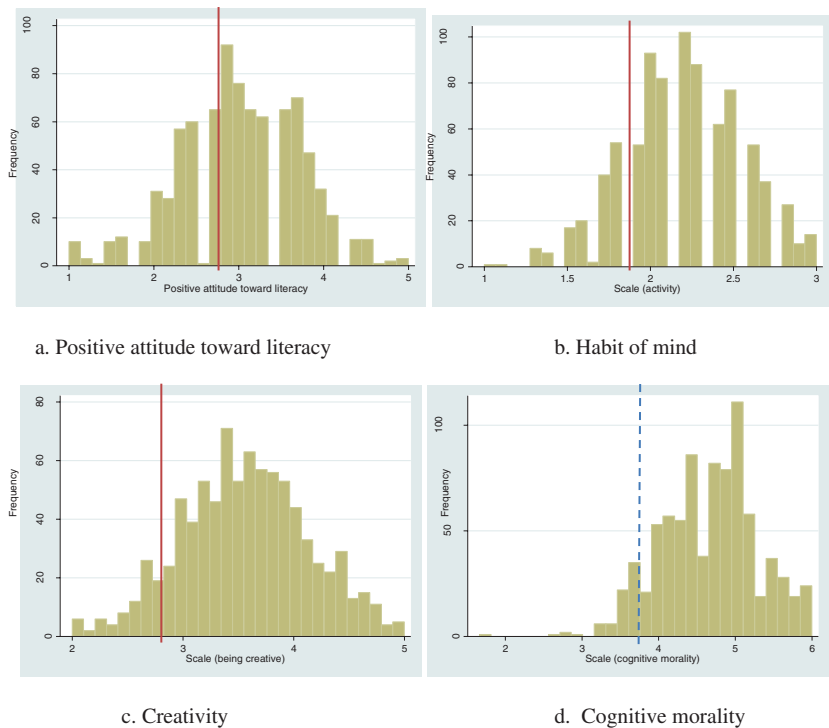 100
80
60
40
20
0
Frequency
1 2 3 4 5
Positive attitude toward literacy
100
80
60
40
20
0
Frequency
1 1.5 2 2.5 3
Scale (activity)
a. Positive attitude toward literacy
b. Habit of mind
80
60
40
20
0
Frequency
2 3 4 5
Scale (being creative)
100
50
0
Frequency
2 3 4 5 6
Scale (cognitive morality)
c. Creativity
d. Cognitive morality